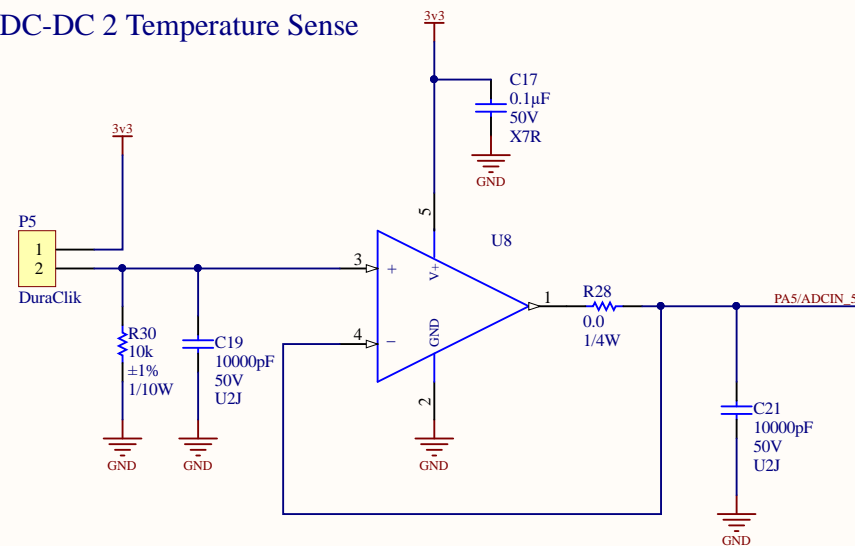 DC-DC 2 Temperature Sense
3v3
C17
0.1µF
50V
X7R
GND
3v3
P5
1
2
DuraClik
5
U8
V+
3
+
1
R28
0.0
1/4W
PA5/ADCIN_5
4
−
GND
2
GND
R30
10k
±1%
1/10W
GND
C19
10000pF
50V
U2J
GND
C21
10000pF
50V
U2J
GND